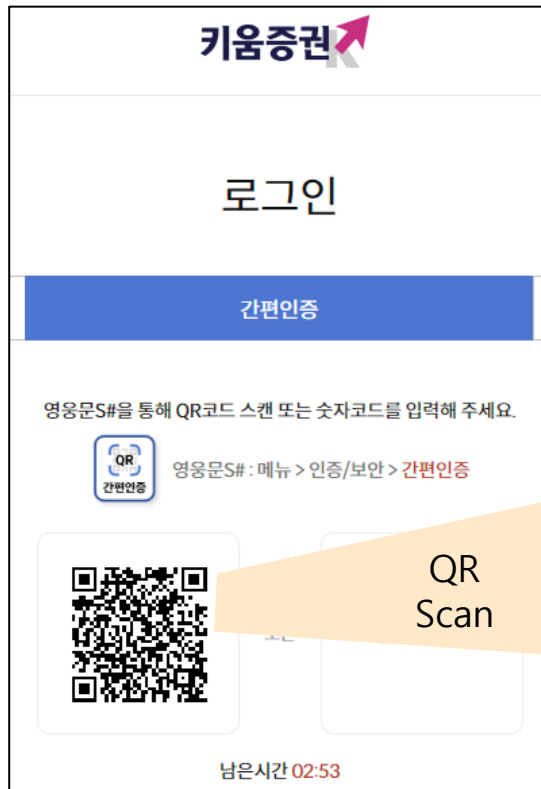 키움증권
로그인
간편인증
영웅문S#을 통해 QR코드 스캔 또는 숫자코드를 입력해 주세요.
QR
간편인증
영웅문S# : 메뉴 > 인증/보안 > 간편인증
QR
Scan
남은시간 02:53